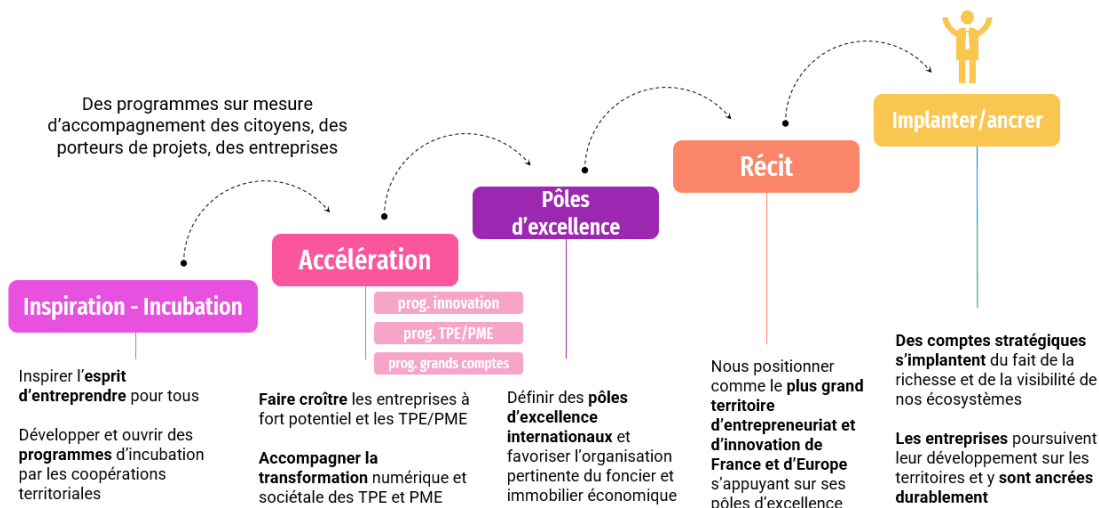 Des programmes sur mesure
d’accompagnement des citoyens, des
porteurs de projets, des entreprises
Inspiration - Incubation
Inspirer l’esprit
d’entreprendre pour tous
Développer et ouvrir des
programmes d’incubation
par les coopérations
territoriales
Accélération
prog. innovation
prog. TPE/PME
prog. grands comptes
Faire croître les entreprises à
fort potentiel et les TPE/PME
Accompagner la
transformation numérique et
sociétale des TPE et PME
Pôles
d’excellence
Définir des pôles
d’excellence
internationaux et
favoriser l’organisation
pertinente du foncier et
immobilier économique
Récit
Nous positionner
comme le plus grand
territoire
d’entrepreneuriat et
d’innovation de
France et d’Europe
s’appuyant sur ses
pôles d’excellence
Implanter/ancrer
Des comptes stratégiques
s’implantent du fait de la
richesse et de la visibilité de
nos écosystèmes
Les entreprises poursuivent
leur développement sur les
territoires et y sont ancrées
durablement